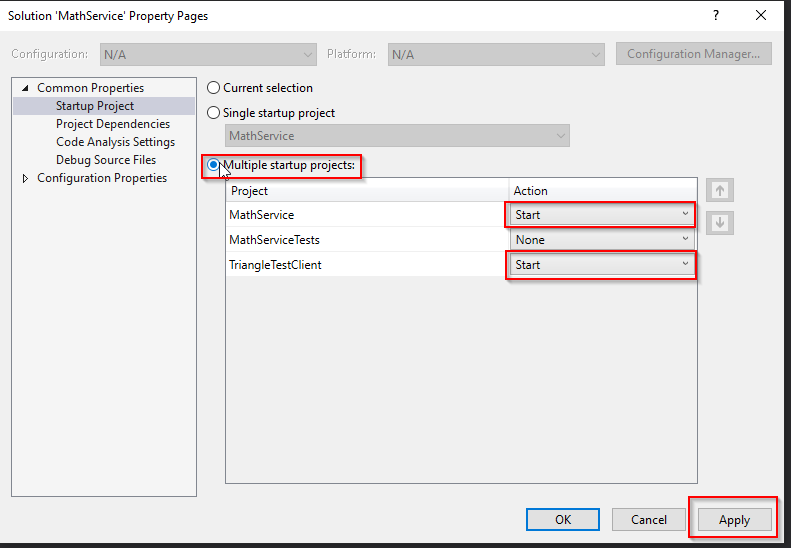 Solution 'MathService' Property Pages
?
Configuration: N/A Platform: N/A Configuration Manager...
Common Properties
Startup Project
Project Dependencies
Code Analysis Settings
Debug Source Files
Configuration Properties
Current selection
Single startup project
MathService
Multiple startup projects:
Project Action
MathService Start
MathServiceTests None
TriangleTestClient Start
OK Cancel Apply